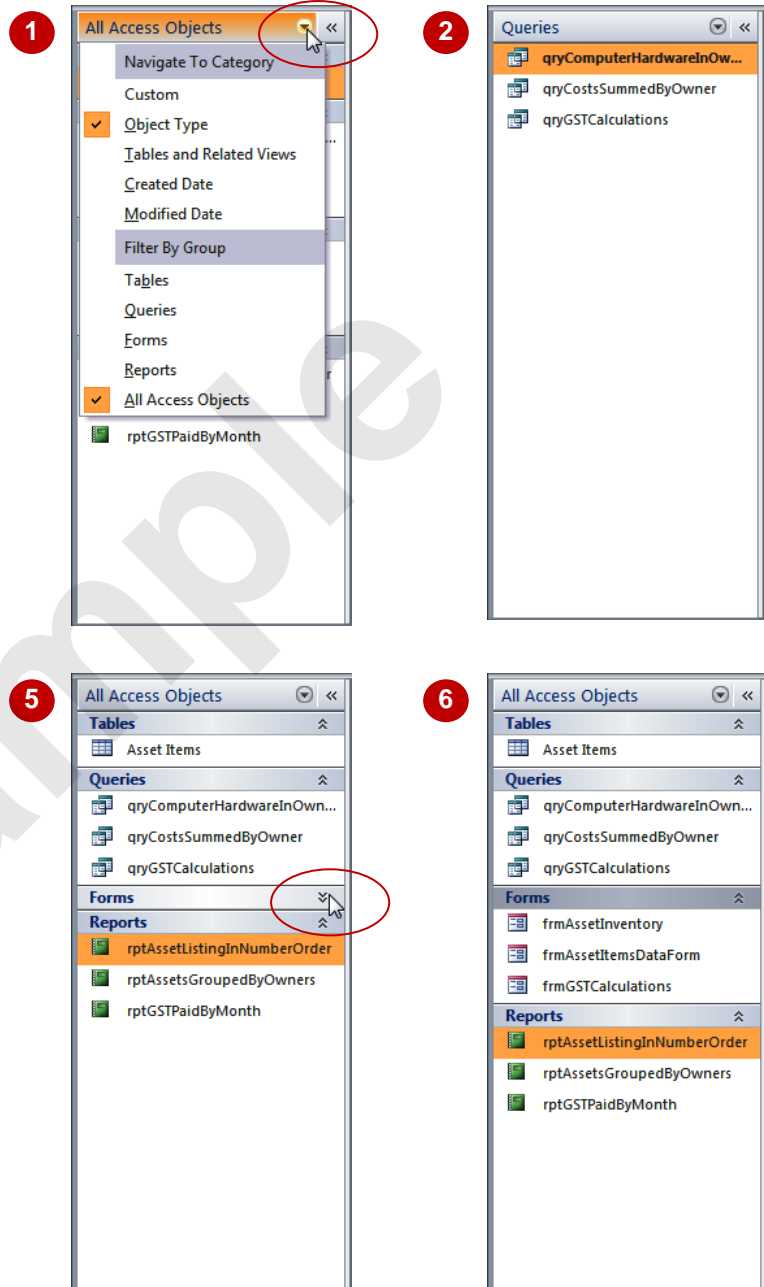 1
All Access Objects
Navigate To Category
Custom
Object Type
Tables and Related Views
Created Date
Modified Date
Filter By Group
Tables
Queries
Forms
Reports
All Access Objects
...
r
rptGSTPaidByMonth
2
Queries
qryComputerHardwareInOw...
qryCostsSummedByOwner
qryGSTCalculations
5
All Access Objects
Tables
Asset Items
Queries
qryComputerHardwareInOwn...
qryCostsSummedByOwner
qryGSTCalculations
Forms
Reports
rptAssetListingInNumberOrder
rptAssetsGroupedByOwners
rptGSTPaidByMonth
6
All Access Objects
Tables
Asset Items
Queries
qryComputerHardwareInOwn...
qryCostsSummedByOwner
qryGSTCalculations
Forms
frmAssetInventory
frmAssetItemsDataForm
frmGSTCalculations
Reports
rptAssetListingInNumberOrder
rptAssetsGroupedByOwners
rptGSTPaidByMonth
ample